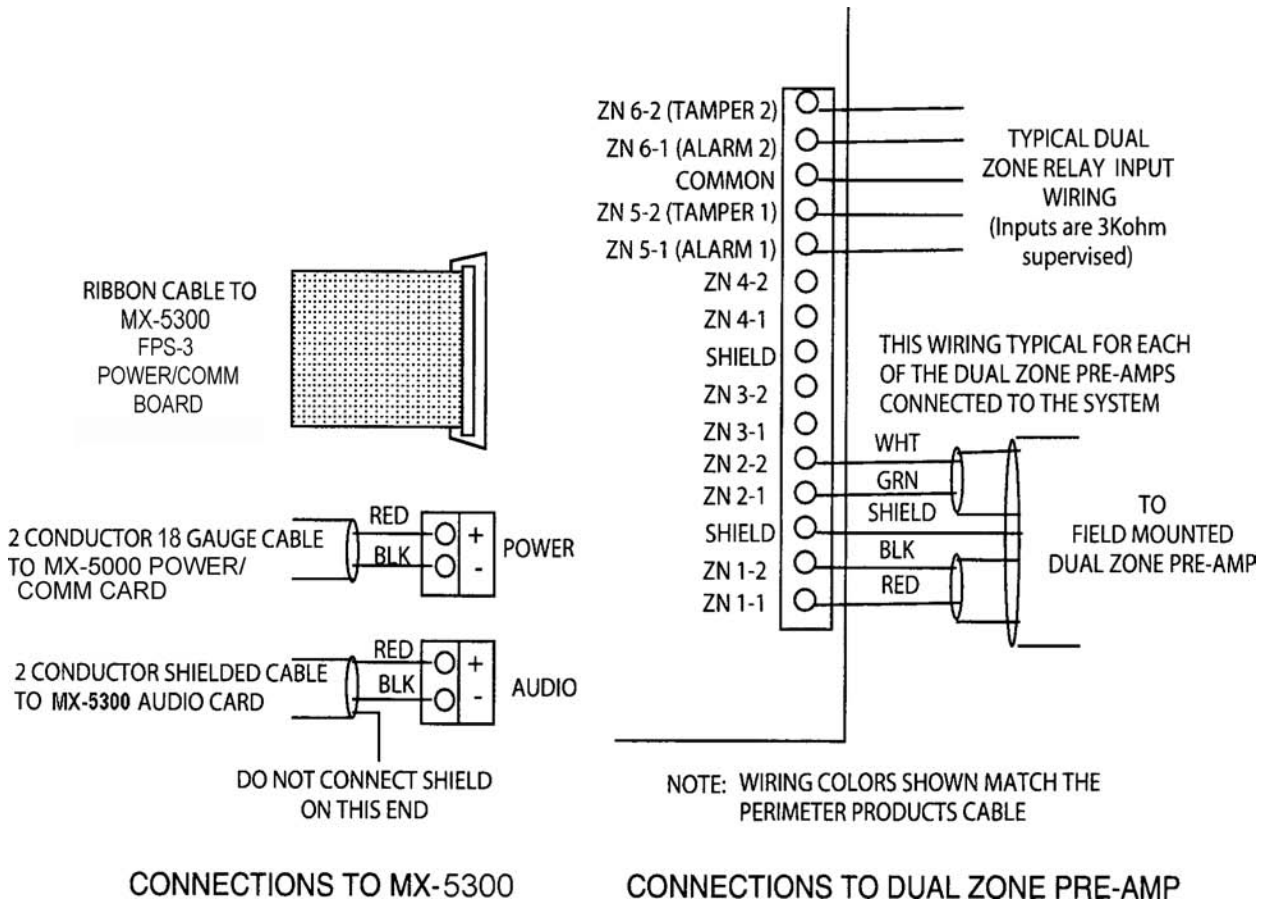 RIBBON CABLE TO
MX-5300
FPS-3
POWER/COMM
BOARD
2 CONDUCTOR 18 GAUGE CABLE
TO MX-5000 POWER/
COMM CARD
RED
BLK
+
-
POWER
2 CONDUCTOR SHIELDED CABLE
TO MX-5300 AUDIO CARD
RED
BLK
+
-
AUDIO
DO NOT CONNECT SHIELD
ON THIS END
CONNECTIONS TO MX-5300
ZN 6-2 (TAMPER 2)
ZN 6-1 (ALARM 2)
COMMON
ZN 5-2 (TAMPER 1)
ZN 5-1 (ALARM 1)
ZN 4-2
ZN 4-1
SHIELD
ZN 3-2
ZN 3-1
ZN 2-2
ZN 2-1
SHIELD
ZN 1-2
ZN 1-1
TYPICAL DUAL
ZONE RELAY INPUT
WIRING
(Inputs are 3Kohm
supervised)
THIS WIRING TYPICAL FOR EACH
OF THE DUAL ZONE PRE-AMPS
CONNECTED TO THE SYSTEM
WHT
GRN
SHIELD
BLK
RED
TO
FIELD MOUNTED
DUAL ZONE PRE-AMP
NOTE: WIRING COLORS SHOWN MATCH THE
PERIMETER PRODUCTS CABLE
CONNECTIONS TO DUAL ZONE PRE-AMP